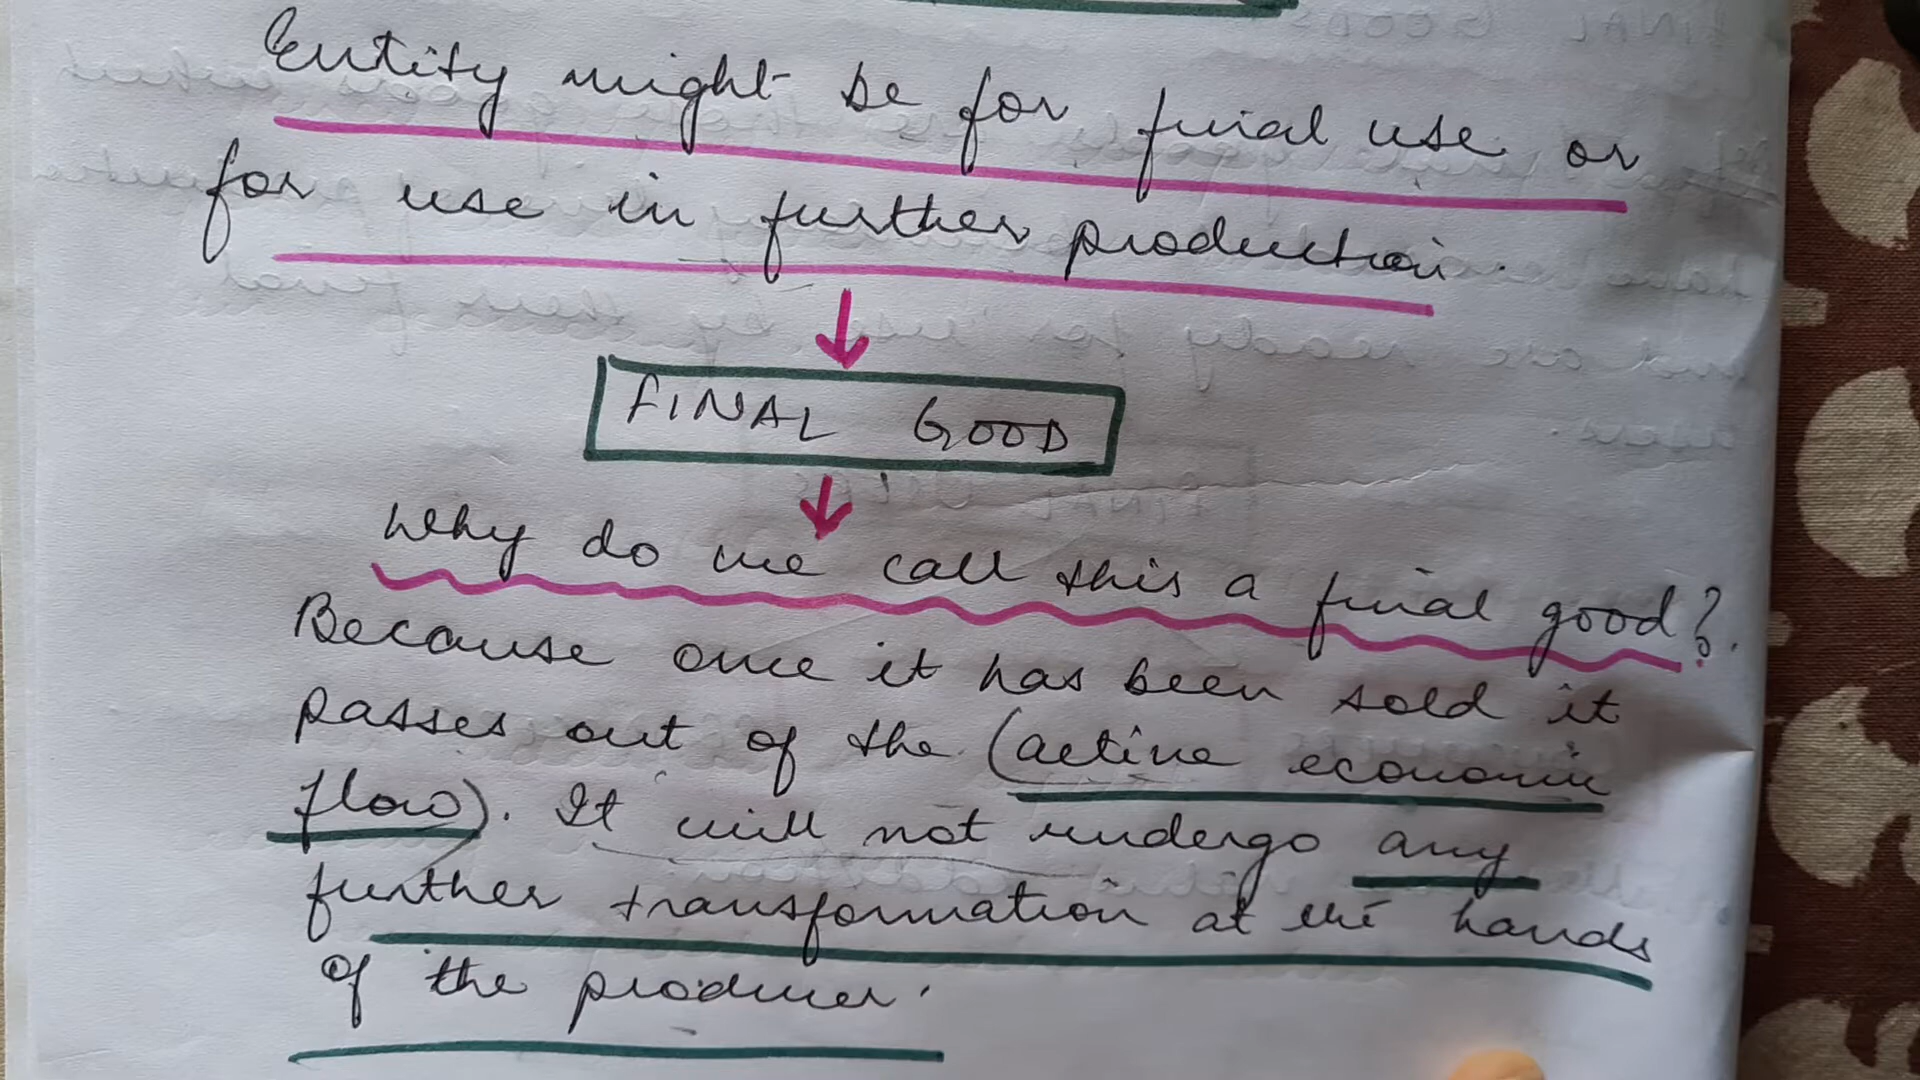 Entity might be for final use or
for use in further production.
FINAL GOOD
Why do we call this a final good?
Because once it has been sold it
passes out of the (active economic
flow). It will not undergo any
further transformation at the hands
of the producer.